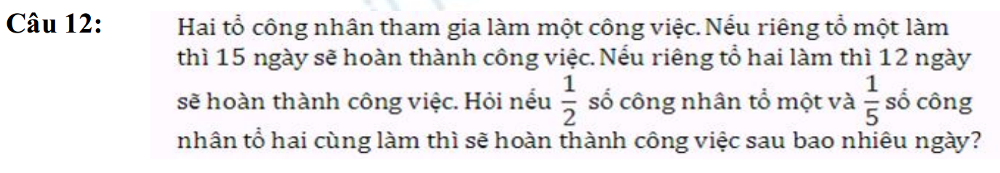 Câu 12: Hai tổ công nhân tham gia làm một công việc. Nếu riêng tổ một làm
thì 15 ngày sẽ hoàn thành công việc. Nếu riêng tổ hai làm thì 12 ngày
sẽ hoàn thành công việc. Hỏi nếu 1/2 số công nhân tổ một và 1/5 số công
nhân tổ hai cùng làm thì sẽ hoàn thành công việc sau bao nhiêu ngày?